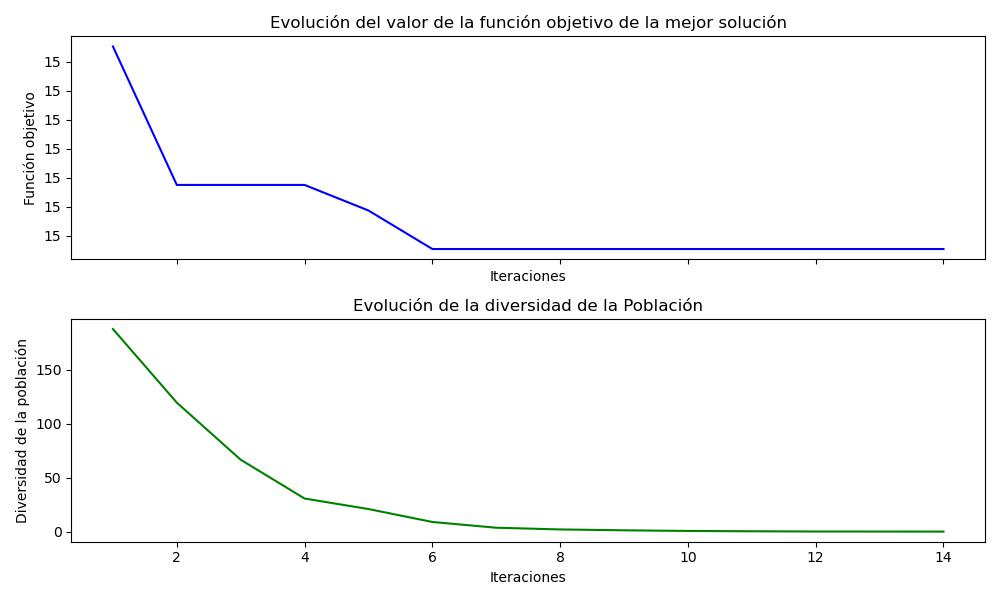 Evolución del valor de la función objetivo de la mejor solución
15
15
15
15
15
15
15
Función objetivo
Iteraciones
Evolución de la diversidad de la Población
150
100
50
0
Diversidad de la población
2 4 6 8 10 12 14
Iteraciones